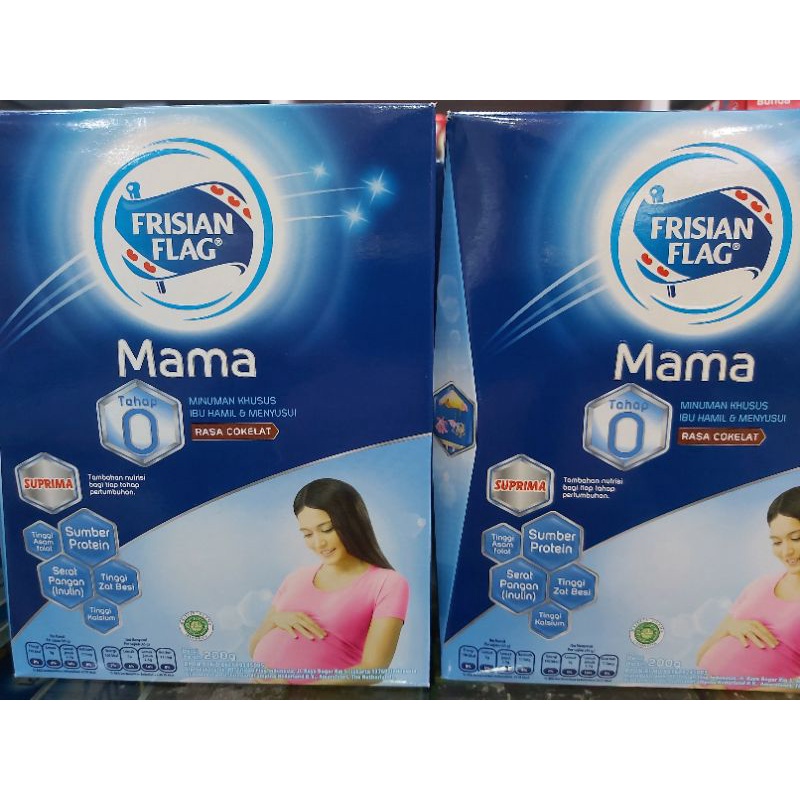 FRISIAN
FLAG®
Mama
Tahap
0
MINUMAN KHUSUS
IBU HAMIL & MENYUSUI
RASA COKELAT
SUPRIMA
Tambahan nutrisi
bagi tiap tahap
pertumbuhan.
Tinggi
Asam
folat
Sumber
Protein
Serat
Pangan
(Inulin)
Tinggi
Zat Besi
Tinggi
Kalsium
200g
Bunda
FRISIAN
FLAG®
Mama
Tahap
0
MINUMAN KHUSUS
IBU HAMIL & MENYUSUI
RASA COKELAT
SUPRIMA
Tambahan nutrisi
bagi tiap tahap
pertumbuhan.
Tinggi
Asam
folat
Sumber
Protein
Serat
Pangan
(Inulin)
Tinggi
Zat Besi
Tinggi
Kalsium
200g